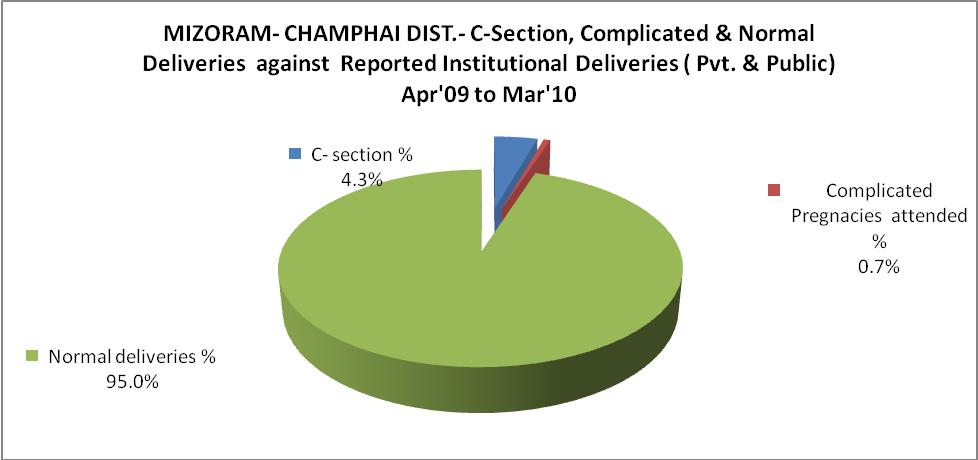 MIZORAM- CHAMPHAI DIST.- C-Section, Complicated & Normal
Deliveries against Reported Institutional Deliveries ( Pvt. & Public)
Apr'09 to Mar'10
C- section %
4.3%
Complicated
Pregnacies attended
%
0.7%
Normal deliveries %
95.0%